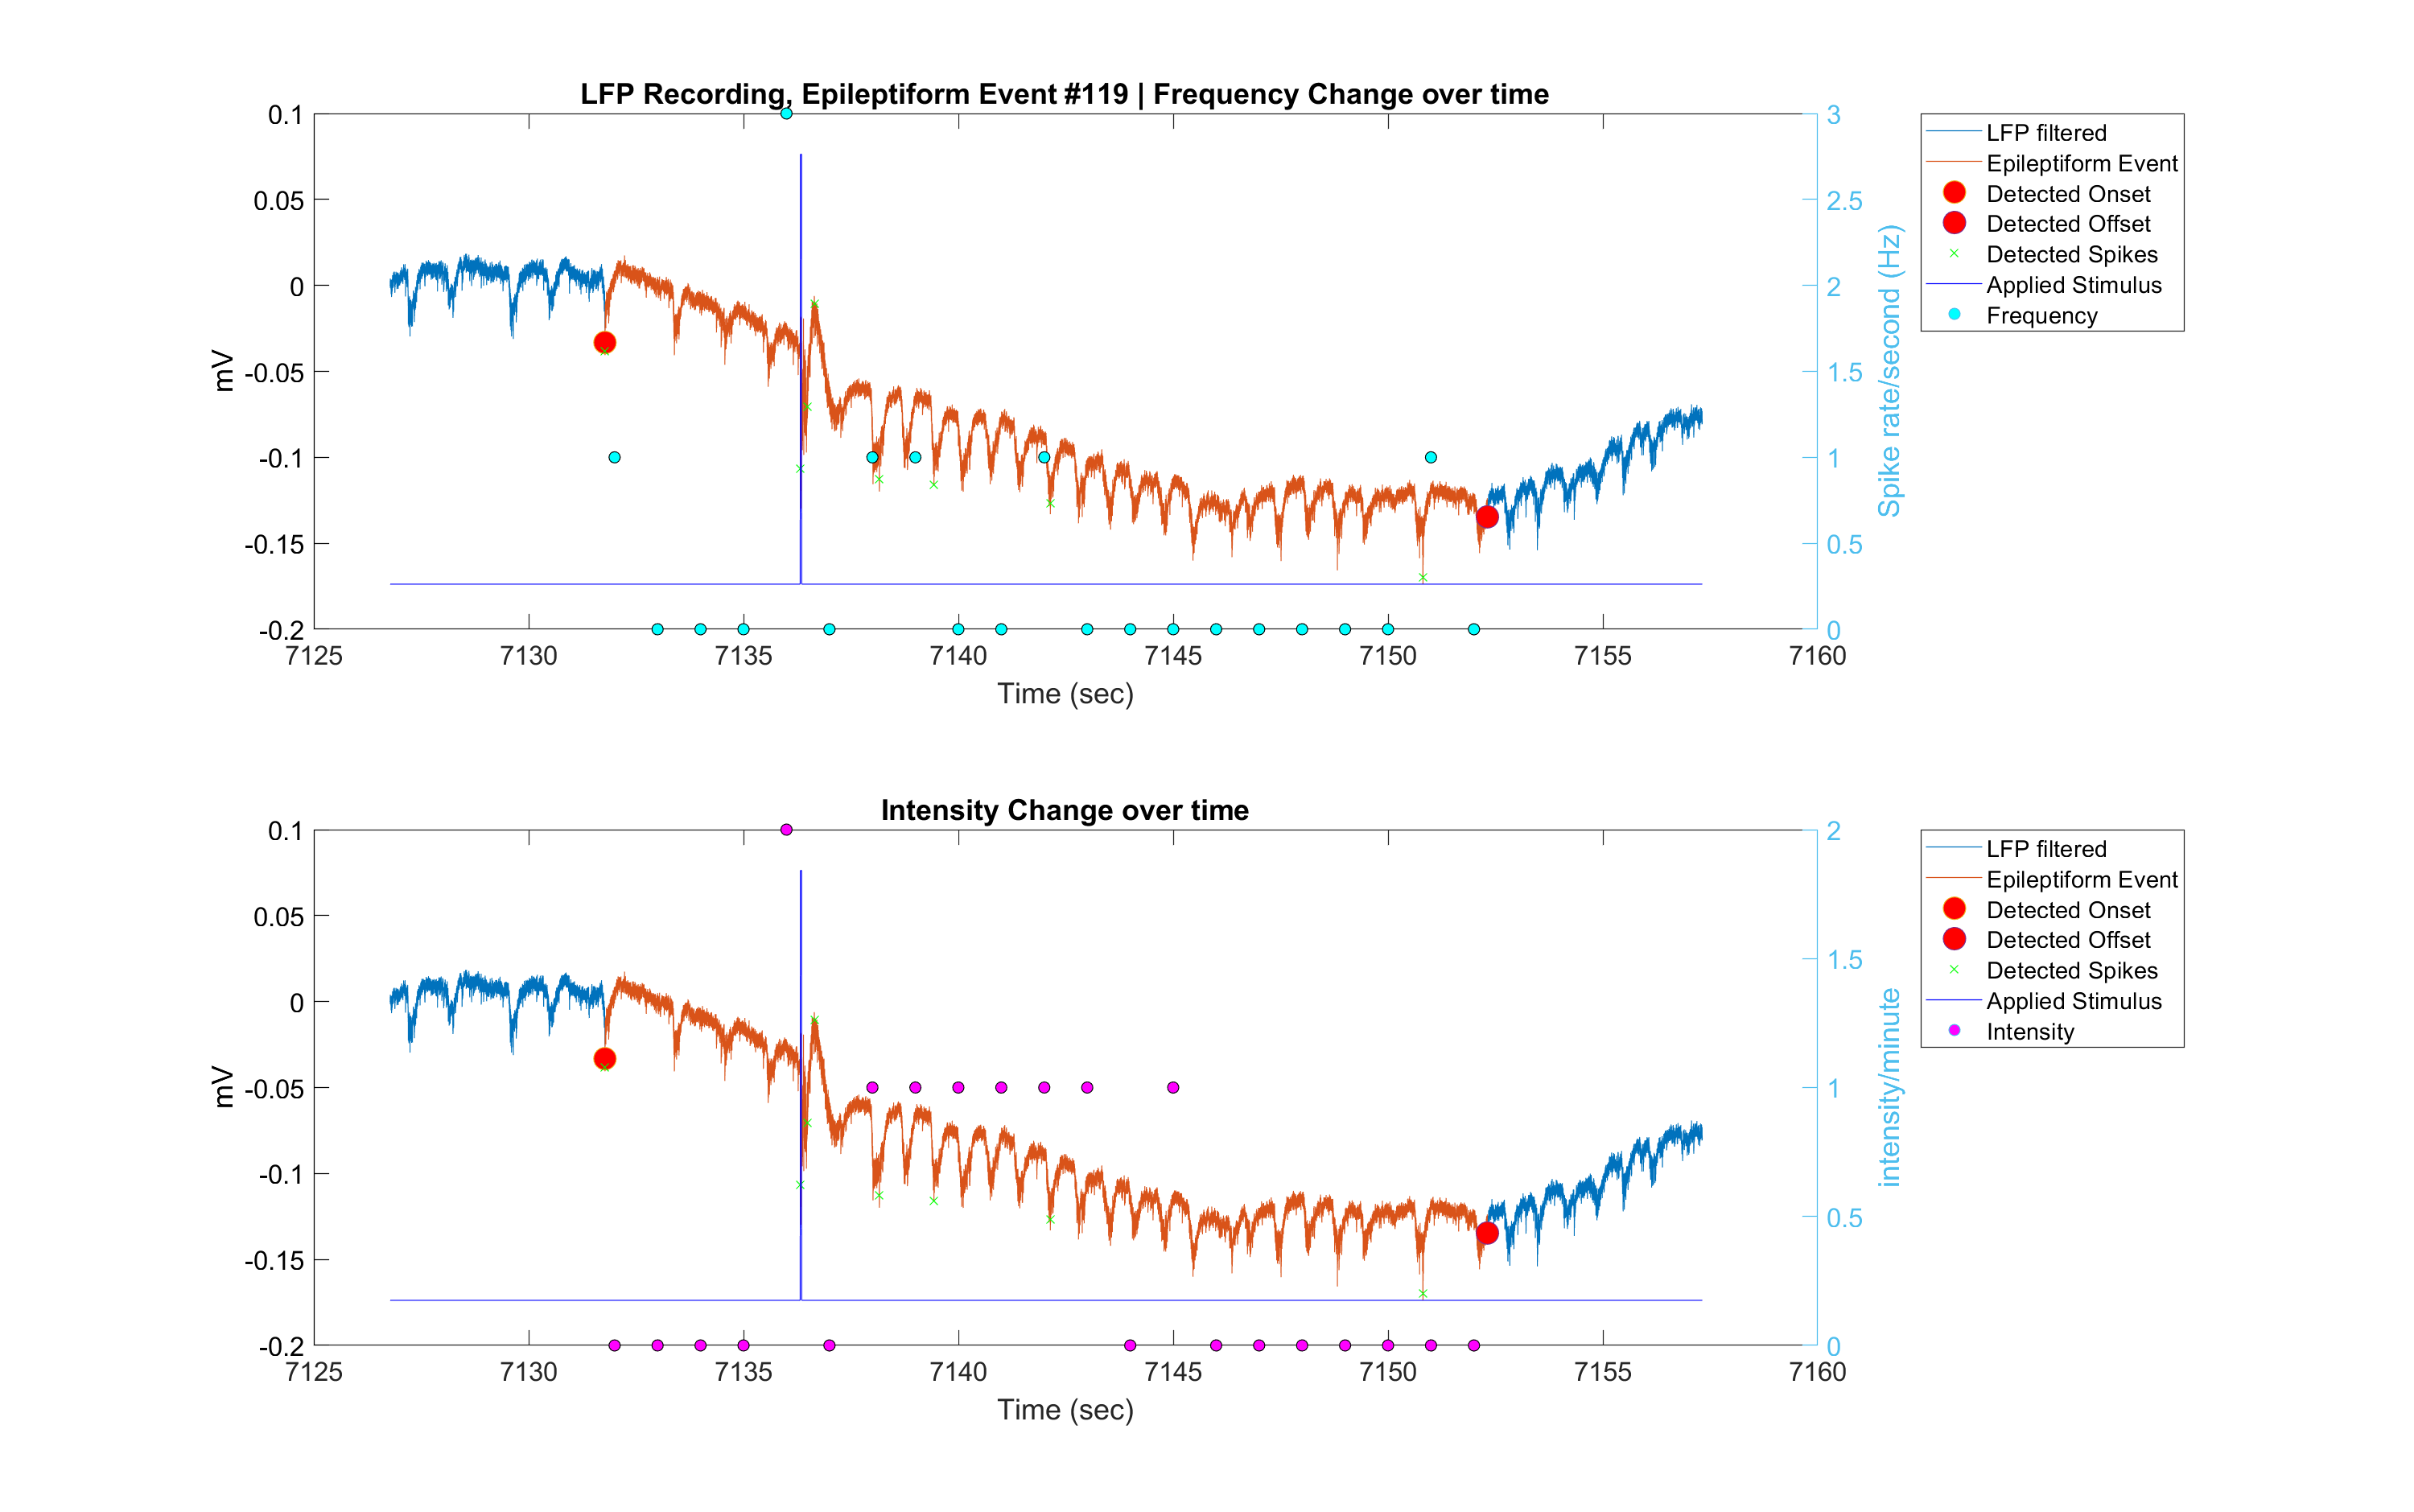 LFP Recording, Epileptiform Event #119 | Frequency Change over time
0.1
0.05
0
-0.05
-0.1
-0.15
-0.2
mV
3
2.5
2
1.5
1
0.5
0
Spike rate/second (Hz)
7125 7130 7135 7140 7145 7150 7155 7160
Time (sec)
LFP filtered
Epileptiform Event
Detected Onset
Detected Offset
Detected Spikes
Applied Stimulus
Frequency
Intensity Change over time
0.1
0.05
0
-0.05
-0.1
-0.15
-0.2
mV
2
1.5
1
0.5
0
intensity/minute
7125 7130 7135 7140 7145 7150 7155 7160
Time (sec)
LFP filtered
Epileptiform Event
Detected Onset
Detected Offset
Detected Spikes
Applied Stimulus
Intensity